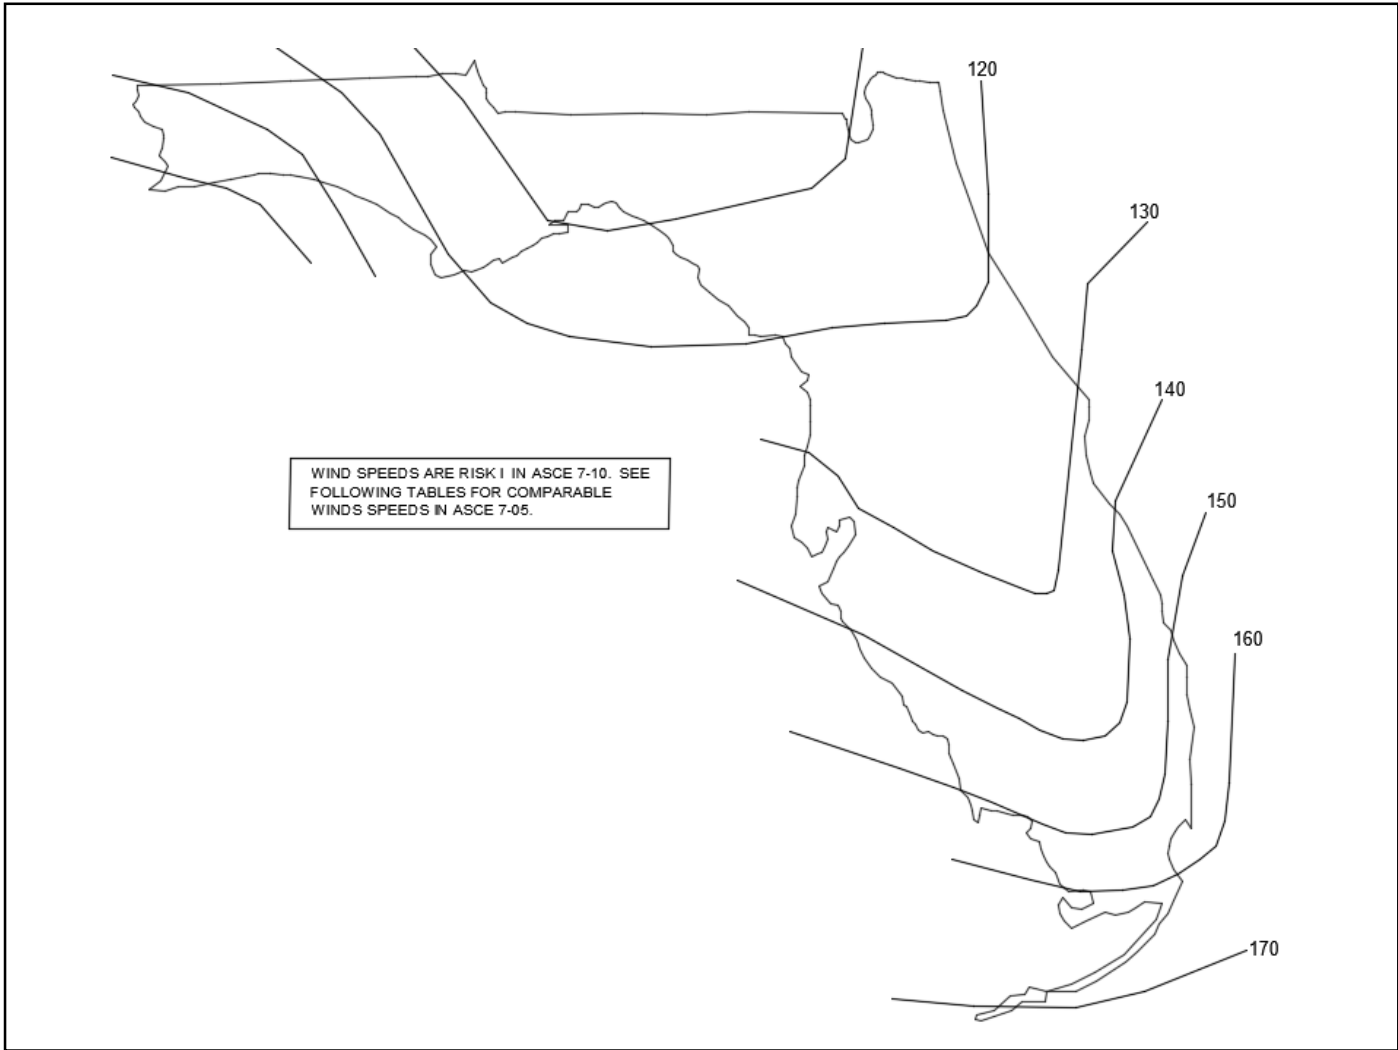 120
130
140
150
WIND SPEEDS ARE RISK I IN ASCE 7-10. SEE
FOLLOWING TABLES FOR COMPARABLE
WINDS SPEEDS IN ASCE 7-05.
160
170